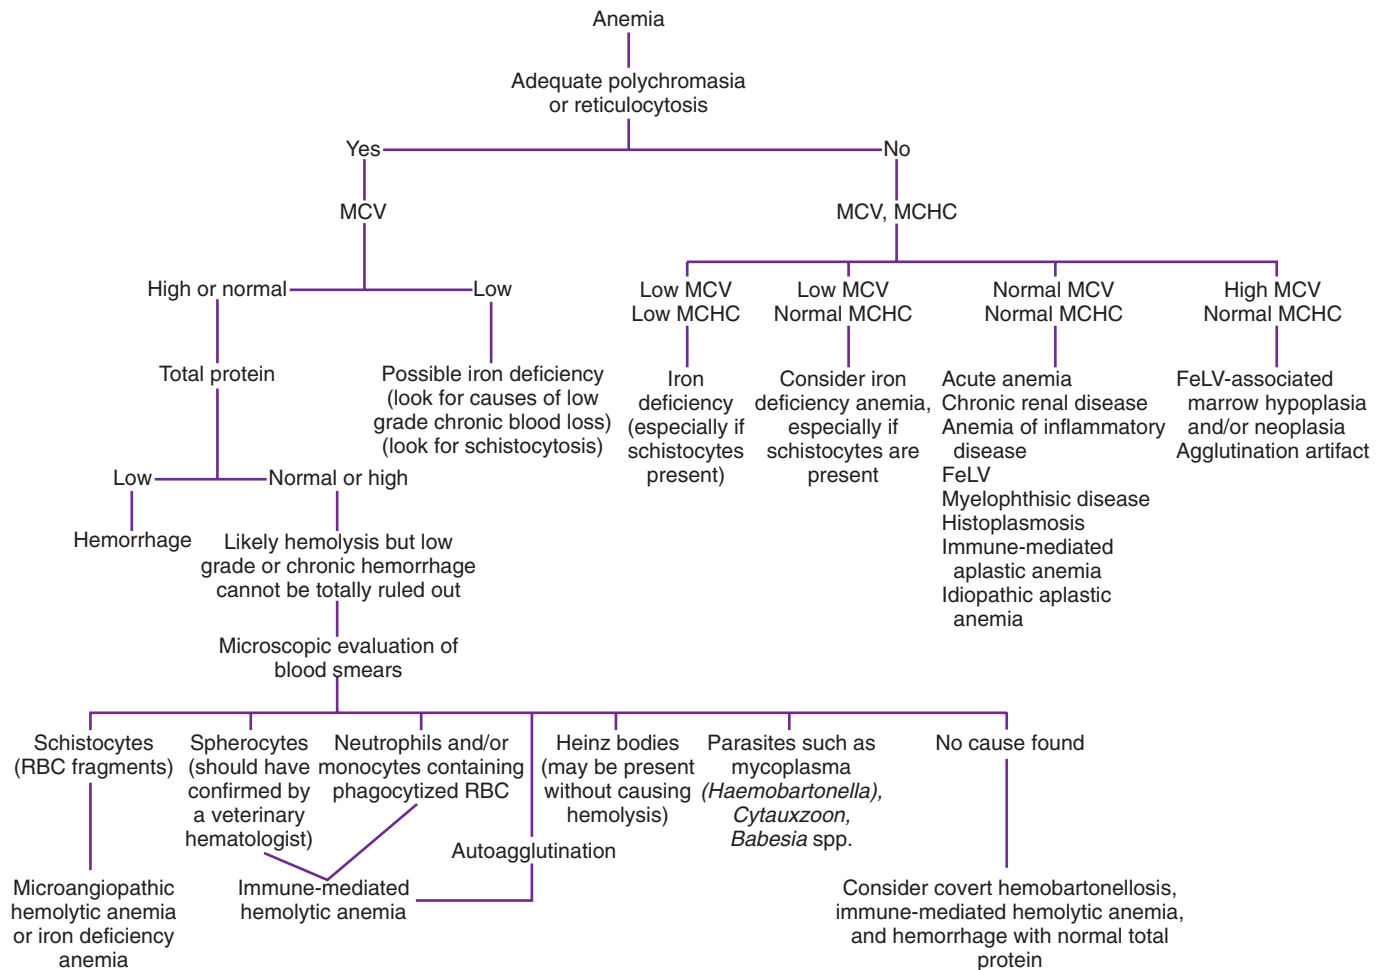 Anemia
Adequate polychromasia
or reticulocytosis
Yes
No
MCV
MCV, MCHC
High or normal
Low
Low MCV
Low MCHC
Low MCV
Normal MCHC
Normal MCV
Normal MCHC
High MCV
Normal MCHC
Total protein
Possible iron deficiency
(look for causes of low
grade chronic blood loss)
(look for schistocytosis)
Iron
deficiency
(especially if
schistocytes
present)
Consider iron
deficiency anemia,
especially if
schistocytes are
present
Acute anemia
Chronic renal disease
Anemia of inflammatory
disease
FeLV
Myelophthisic disease
Histoplasmosis
Immune-mediated
aplastic anemia
Idiopathic aplastic
anemia
FeLV-associated
marrow hypoplasia
and/or neoplasia
Agglutination artifact
Low
Normal or high
Hemorrhage
Likely hemolysis but low
grade or chronic hemorrhage
cannot be totally ruled out
Microscopic evaluation of
blood smears
Schistocytes
(RBC fragments)
Spherocytes
(should have
confirmed by
a veterinary
hematologist)
Neutrophils and/or
monocytes containing
phagocytized RBC
Autoagglutination
Heinz bodies
(may be present
without causing
hemolysis)
Parasites such as
mycoplasma
(Haemobartonella),
Cytauxzoon,
Babesia spp.
No cause found
Microangiopathic
hemolytic anemia
or iron deficiency
anemia
Immune-mediated
hemolytic anemia
Consider covert hemobartonellosis,
immune-mediated hemolytic anemia,
and hemorrhage with normal total
protein